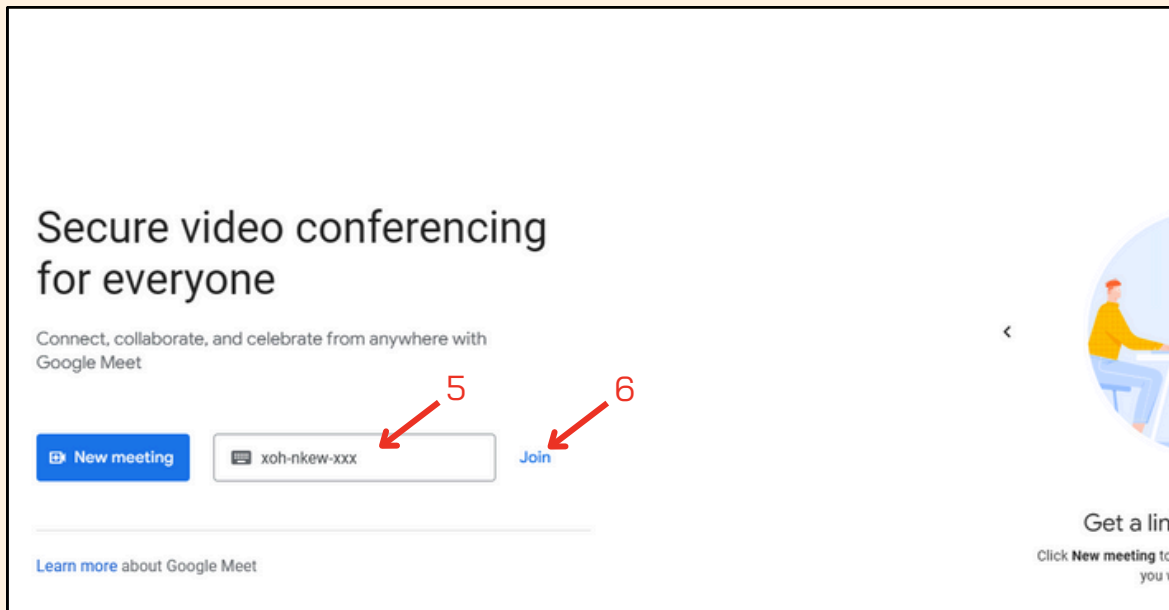 Secure video conferencing
for everyone
Connect, collaborate, and celebrate from anywhere with
Google Meet
5
6
New meeting
xoh-nkew-xxx
Join
Learn more about Google Meet
Get a lin
Click New meeting to
you